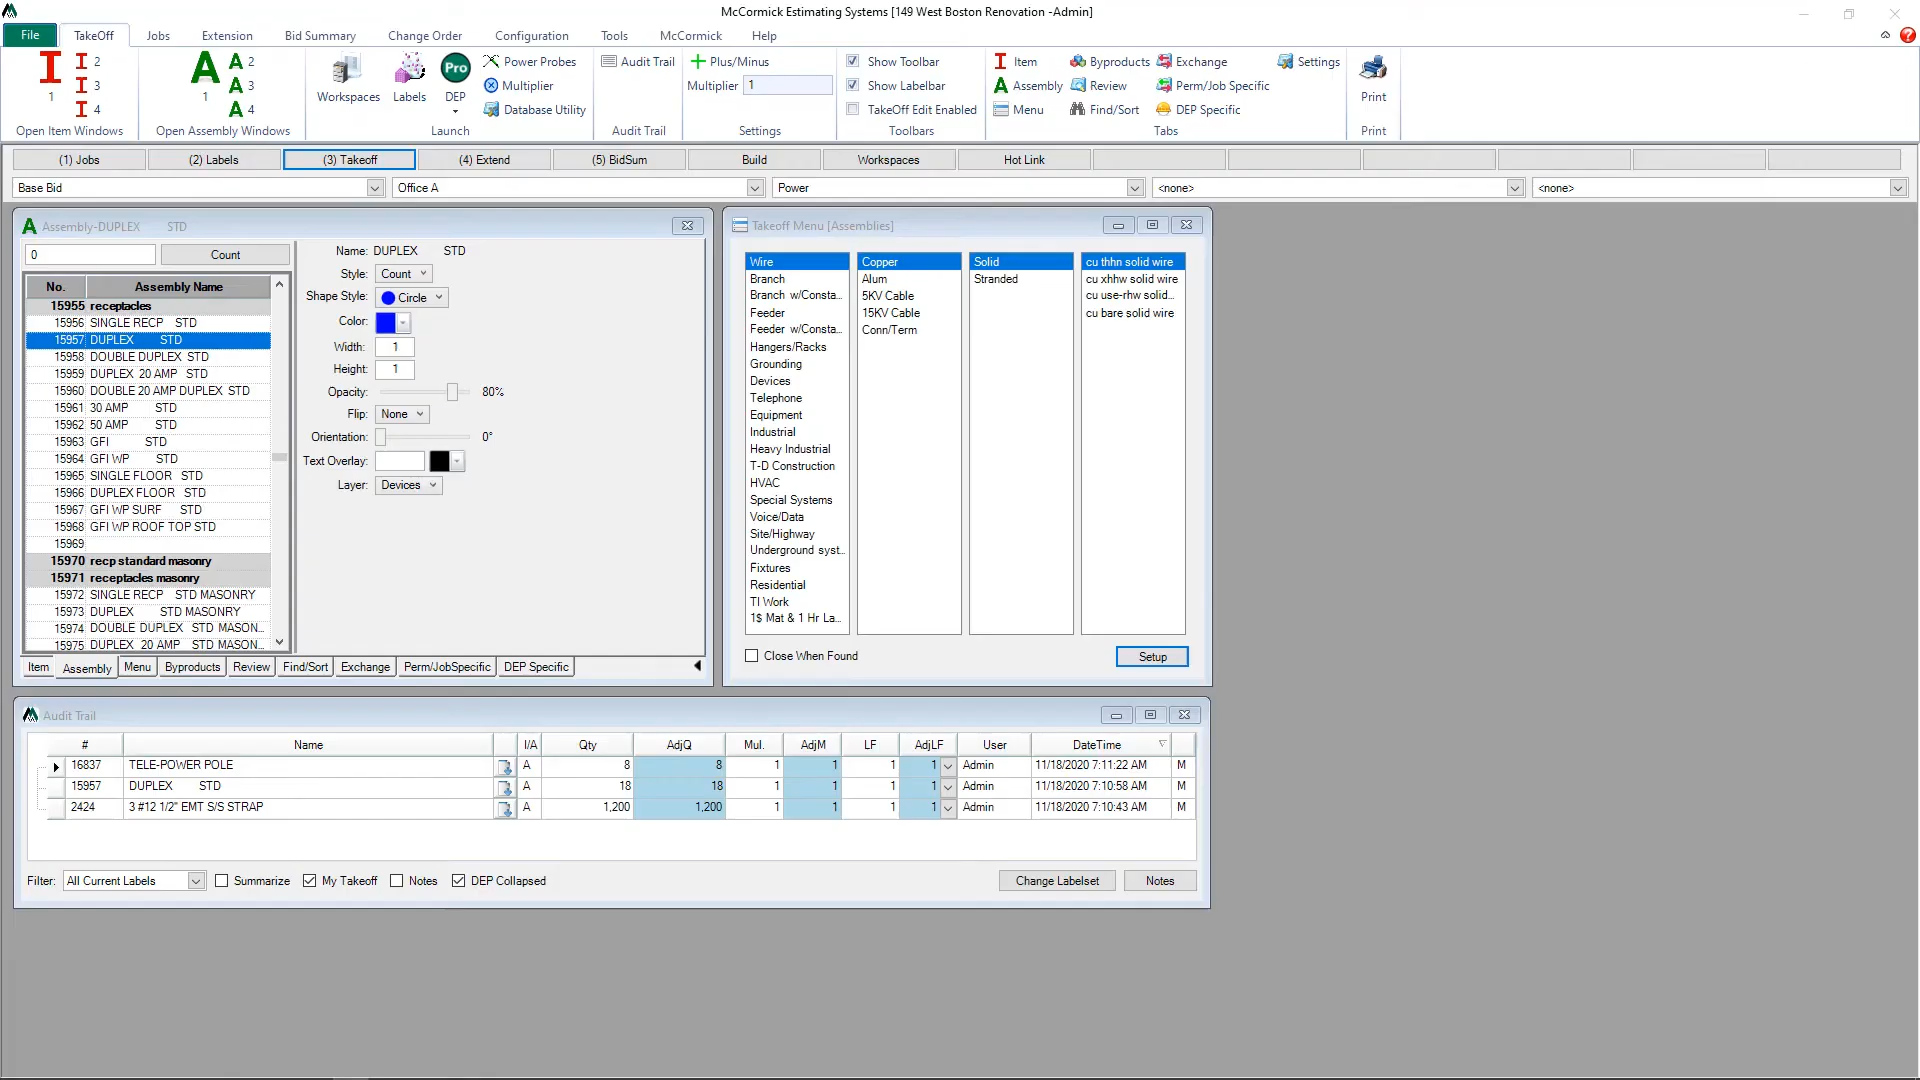 McCormick Estimating Systems [149 West Boston Renovation -Admin]
File TakeOff Jobs Extension Bid Summary Change Order Configuration Tools McCormick Help
1 2 3 4
Open Item Windows
1 2 3 4
Open Assembly Windows
Workspaces Labels Pro DEP
Power Probes
Multiplier
Database Utility
Launch
Audit Trail
Audit Trail
Plus/Minus
Multiplier 1
Settings
Show Toolbar
Show Labelbar
TakeOff Edit Enabled
Toolbars
Item Byproducts Exchange Settings
Assembly Review Perm/Job Specific
Menu Find/Sort DEP Specific
Tabs
Print
Print
(1) Jobs (2) Labels (3) Takeoff (4) Extend (5) BidSum Build Workspaces Hot Link
Base Bid Office A Power <none> <none>
A Assembly-DUPLEX STD
0 Count
No. Assembly Name
15955 receptacles
15956 SINGLE RECP STD
15957 DUPLEX STD
15958 DOUBLE DUPLEX STD
15959 DUPLEX 20 AMP STD
15960 DOUBLE 20 AMP DUPLEX STD
15961 30 AMP STD
15962 50 AMP STD
15963 GFI STD
15964 GFI WP STD
15965 SINGLE FLOOR STD
15966 DUPLEX FLOOR STD
15967 GFI WP SURF STD
15968 GFI WP ROOF TOP STD
15969
15970 recp standard masonry
15971 receptacles masonry
15972 SINGLE RECP STD MASONRY
15973 DUPLEX STD MASONRY
15974 DOUBLE DUPLEX STD MASON...
15975 DUPLEX 20 AMP STD MASON...
Name: DUPLEX STD
Style: Count
Shape Style: Circle
Color:
Width: 1
Height: 1
Opacity: 80%
Flip: None
Orientation: 0°
Text Overlay:
Layer: Devices
Item Assembly Menu Byproducts Review Find/Sort Exchange Perm/JobSpecific DEP Specific
Takeoff Menu [Assemblies]
Wire
Branch
Branch w/Consta...
Feeder
Feeder w/Consta...
Hangers/Racks
Grounding
Devices
Telephone
Equipment
Industrial
Heavy Industrial
T-D Construction
HVAC
Special Systems
Voice/Data
Site/Highway
Underground syst...
Fixtures
Residential
TI Work
1$ Mat & 1 Hr La...
Copper
Alum
5KV Cable
15KV Cable
Conn/Term
Solid
Stranded
cu thhn solid wire
cu xhhw solid wire
cu use-rhw solid...
cu bare solid wire
Close When Found Setup
Audit Trail
# Name I/A Qty AdjQ Mul. AdjM LF AdjLF User DateTime
16837 TELE-POWER POLE A 8 8 1 1 1 1 Admin 11/18/2020 7:11:22 AM M
15957 DUPLEX STD A 18 18 1 1 1 1 Admin 11/18/2020 7:10:58 AM M
2424 3 #12 1/2" EMT S/S STRAP A 1,200 1,200 1 1 1 1 Admin 11/18/2020 7:10:43 AM M
Filter: All Current Labels Summarize My Takeoff Notes DEP Collapsed Change Labelset Notes